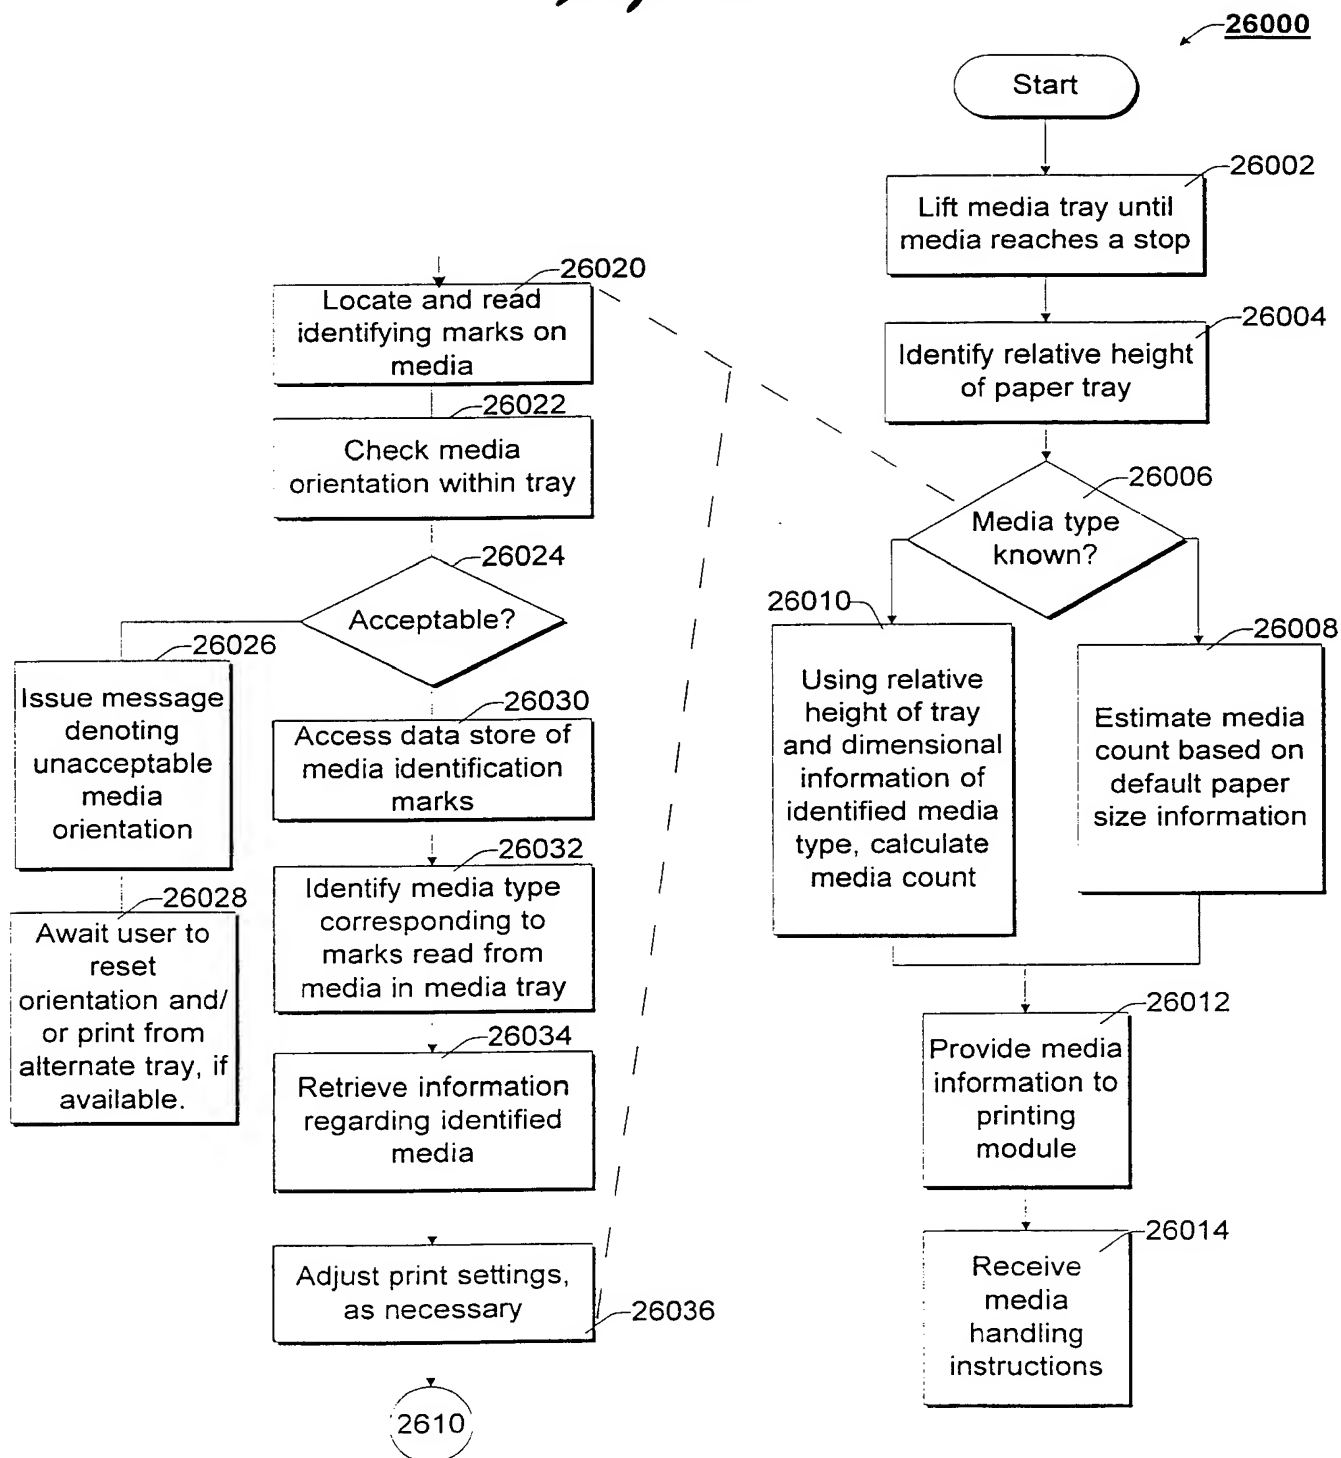 26000
Start
26002
Lift media tray until
media reaches a stop
26004
Identify relative height
of paper tray
26006
Media type
known?
26010
Using relative
height of tray
and dimensional
information of
identified media
type, calculate
media count
26008
Estimate media
count based on
default paper
size information
26012
Provide media
information to
printing
module
26014
Receive
media
handling
instructions
26020
Locate and read
identifying marks on
media
26022
Check media
orientation within tray
26024
Acceptable?
26026
Issue message
denoting
unacceptable
media
orientation
26028
Await user to
reset
orientation and/
or print from
alternate tray, if
available.
26030
Access data store of
media identification
marks
26032
Identify media type
corresponding to
marks read from
media in media tray
26034
Retrieve information
regarding identified
media
Adjust print settings,
as necessary
26036
2610